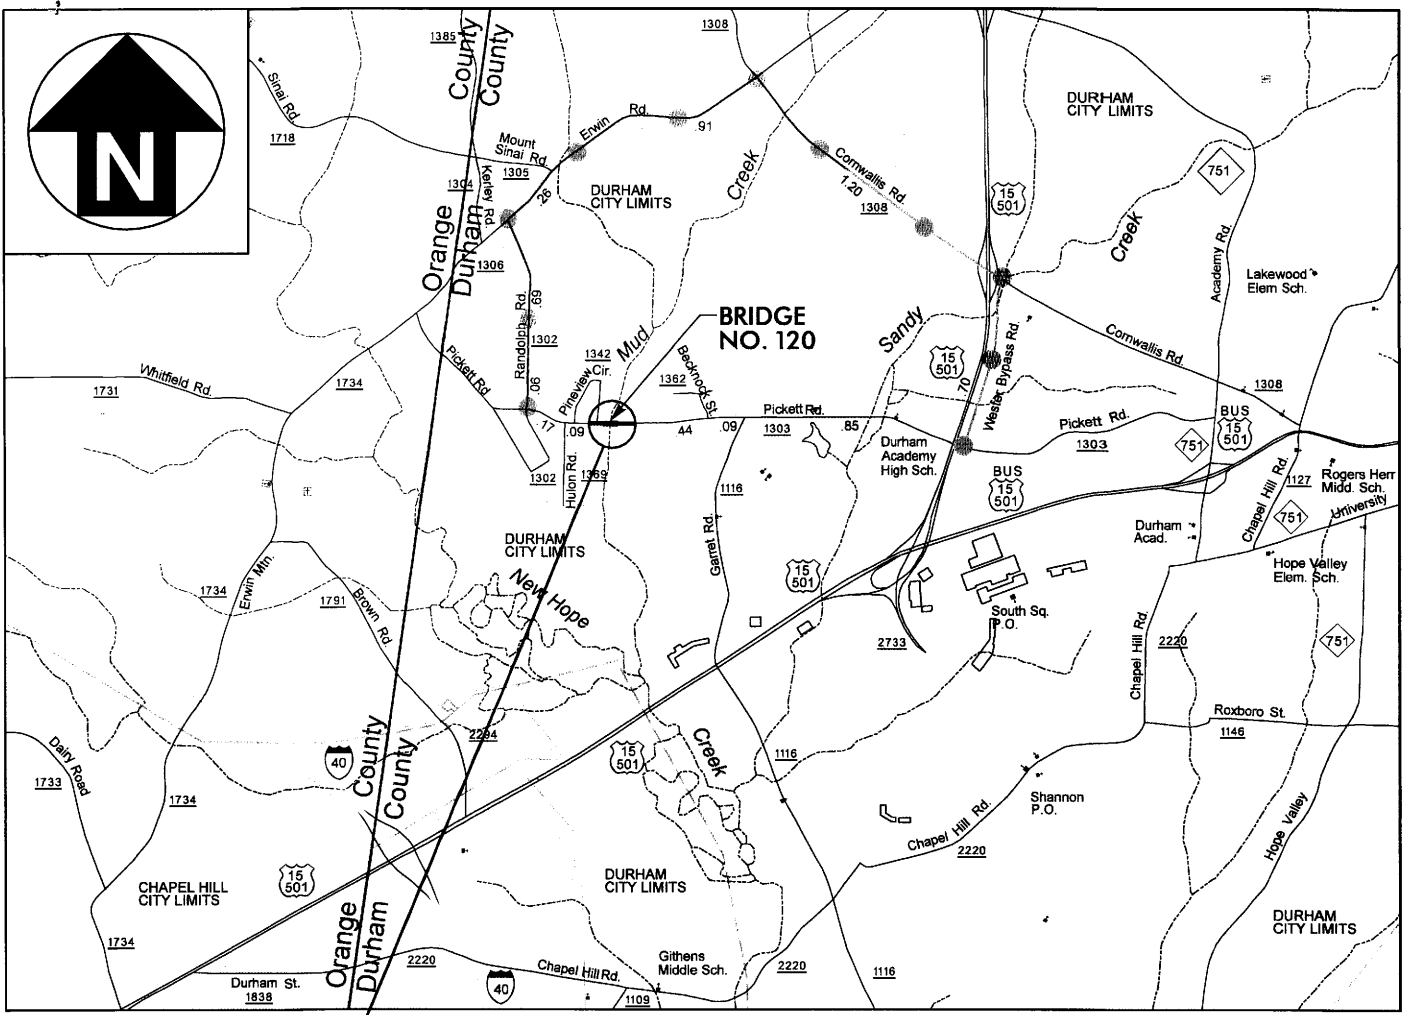 N
1385
County
County
1308
Sinai Rd.
1718
Mount
Sinai Rd.
1305
Erwin
Rd.
.91
.26
1304
Kerley Rd.
Orange
Durham
1306
DURHAM
CITY LIMITS
Creek
Cornwallis Rd.
1.20
1308
15
501
DURHAM
CITY LIMITS
751
Creek
Academy Rd.
Lakewood
Elem Sch.
BRIDGE
NO. 120
Mud
Sandy
Randolph Rd.
.69
1302
.06
Pickett Rd
1342
Pineview
Cir.
1362
Becknock St.
15
501
.70
Wester Bypass Rd.
Cornwallis Rd.
1308
Whitfield Rd.
1731
1734
.17
.09
.44
.09
Pickett Rd.
1303
.85
Durham
Academy
High Sch.
Pickett Rd.
1303
751
BUS
15
501
1302
Hulon Rd.
1369
1116
Garret Rd.
BUS
15
501
Chapel Hill Rd.
1127
Rogers Herr
Midd. Sch.
University
751
Durham
Acad.
Hope Valley
Elem. Sch.
DURHAM
CITY LIMITS
New Hope
1734
Erwin Mtn.
1791
Brown Rd.
15
501
South Sq.
P.O.
2733
Chapel Hill Rd.
2220
751
Roxboro St.
1146
2294
County
County
40
15
501
Creek
1116
Dairy Road
1733
1734
Shannon
P.O.
Chapel Hill Rd.
2220
Hope Valley
15
501
CHAPEL HILL
CITY LIMITS
DURHAM
CITY LIMITS
DURHAM
CITY LIMITS
1734
Orange
Durham
2220
Durham St.
1838
40
Chapel Hill Rd.
1109
Githens
Middle Sch.
2220
1116